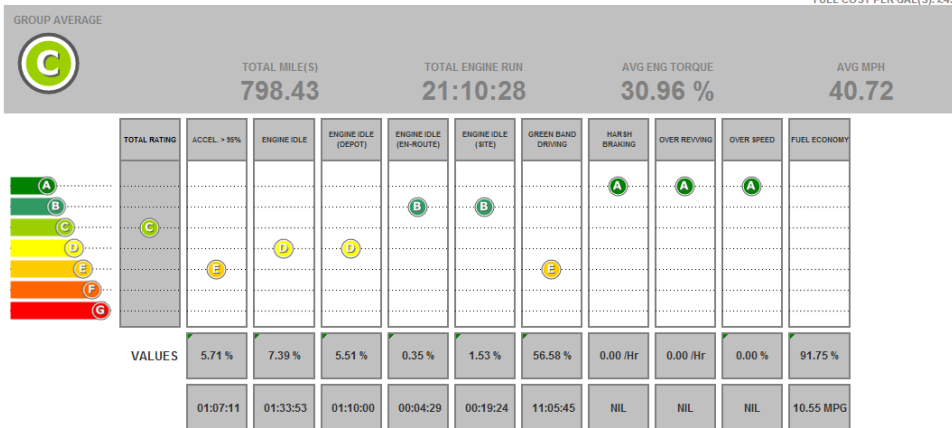 GROUP AVERAGE
C
TOTAL MILE(S)
798.43
TOTAL ENGINE RUN
21:10:28
AVG ENG TORQUE
30.96 %
AVG MPH
40.72
TOTAL RATING
ACCEL. > 99%
ENGINE IDLE
ENGINE IDLE
(DEPOT)
ENGINE IDLE
(EN-ROUTE)
ENGINE IDLE
(SITE)
GREEN BAND
DRIVING
HARSH
BRAKING
OVER REVVING
OVER SPEED
FUEL ECONOMY
A A A A
B B B
C C
D D D
E E E
F
G
VALUES 5.71 % 7.39 % 5.51 % 0.35 % 1.53 % 56.58 % 0.00 /Hr 0.00 /Hr 0.00 % 91.75 %
01:07:11 01:33:53 01:10:00 00:04:29 00:19:24 11:05:45 NIL NIL NIL 10.55 MPG